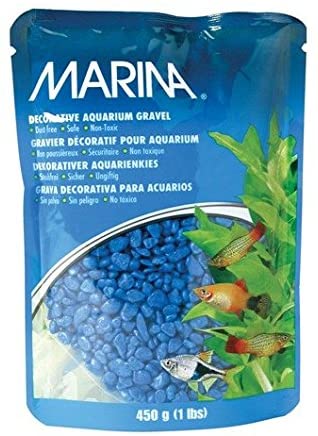 MARINA®
DECORATIVE AQUARIUM GRAVEL
• Dust free • Safe • Non-Toxic
GRAVIER DÉCORATIF POUR AQUARIUM
• Non poussiéreux • Sécuritaire • Non toxique
DEKORATIVER AQUARIENKIES
• Staubfrei • Sicher • Ungiftig
GRAVA DECORATIVA PARA ACUARIOS
• Sin polvo • Sin peligro • No toxico
450 g (1 lbs)